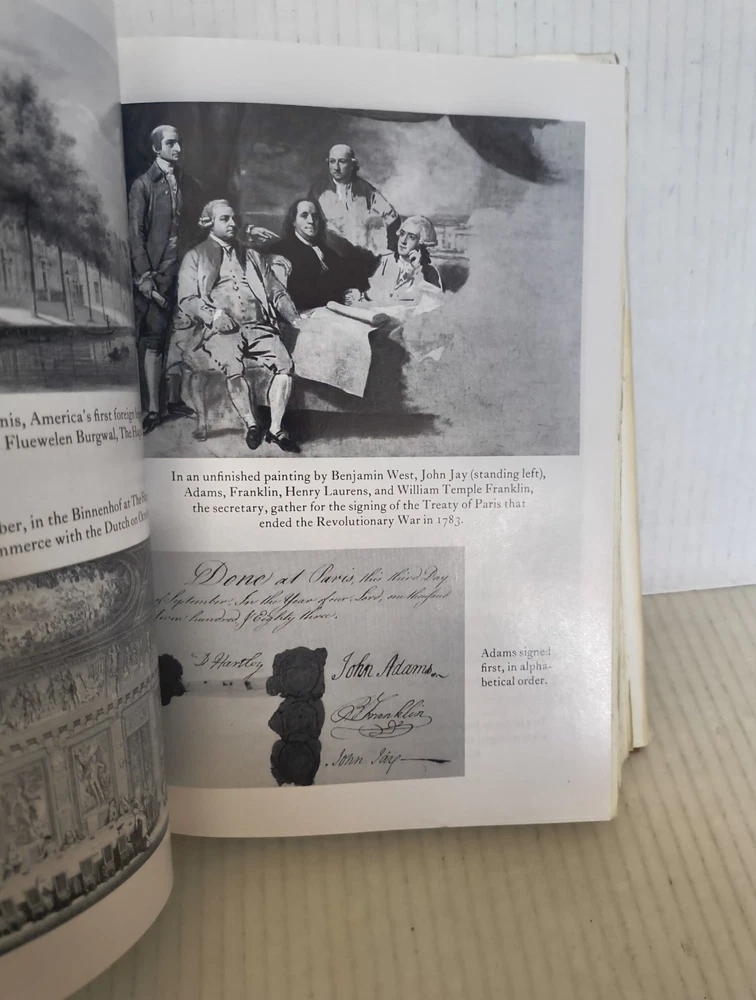 nis, America's first foreign
Fluewelen Burgwal, The
ber, in the Binnenhof at The
mmerce with the Dutch on
In an unfinished painting by Benjamin West, John Jay (standing left),
Adams, Franklin, Henry Laurens, and William Temple Franklin,
the secretary, gather for the signing of the Treaty of Paris that
ended the Revolutionary War in 1783.
Done at Paris, this third Day
of September, In the Year of our Lord, one thousand
seven hundred & Eighty three.
D Hartley
John Adams
B Franklin
John Jay
Adams signed
first, in alpha-
betical order.